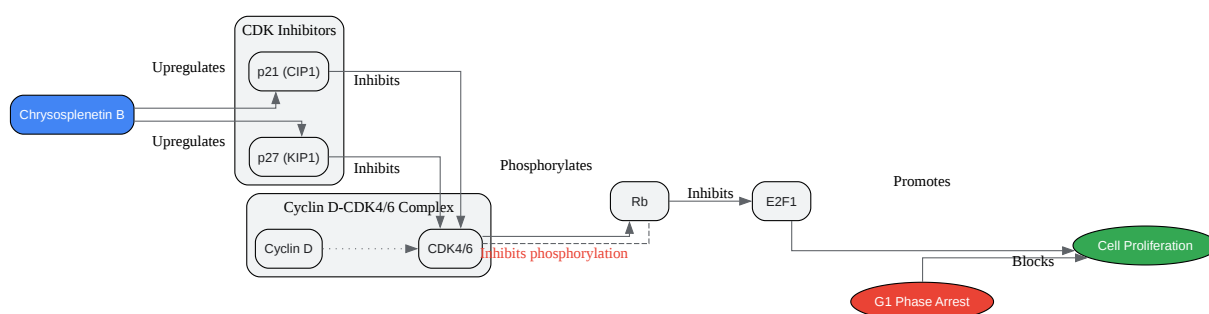 CDK Inhibitors
Upregulates
p21 (CIP1)
Inhibits
Chrysosplenetin B
Upregulates
p27 (KIP1)
Inhibits
Phosphorylates
Promotes
Rb
Inhibits
E2F1
Cyclin D-CDK4/6 Complex
Cyclin D
CDK4/6
Inhibits phosphorylation
Cell Proliferation
Blocks
G1 Phase Arrest